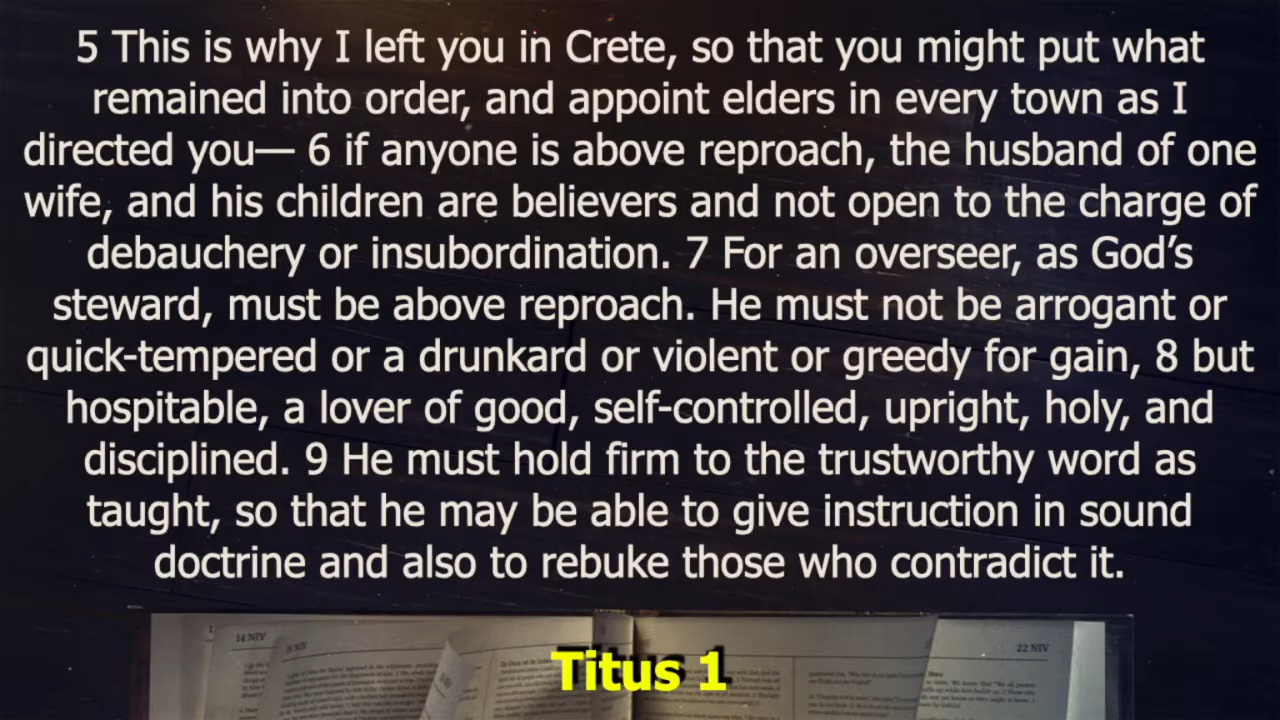 5 This is why I left you in Crete, so that you might put what
remained into order, and appoint elders in every town as I
directed you— 6 if anyone is above reproach, the husband of one
wife, and his children are believers and not open to the charge of
debauchery or insubordination. 7 For an overseer, as God’s
steward, must be above reproach. He must not be arrogant or
quick-tempered or a drunkard or violent or greedy for gain, 8 but
hospitable, a lover of good, self-controlled, upright, holy, and
disciplined. 9 He must hold firm to the trustworthy word as
taught, so that he may be able to give instruction in sound
doctrine and also to rebuke those who contradict it.
14 NIV
22 NIV
Titus 1